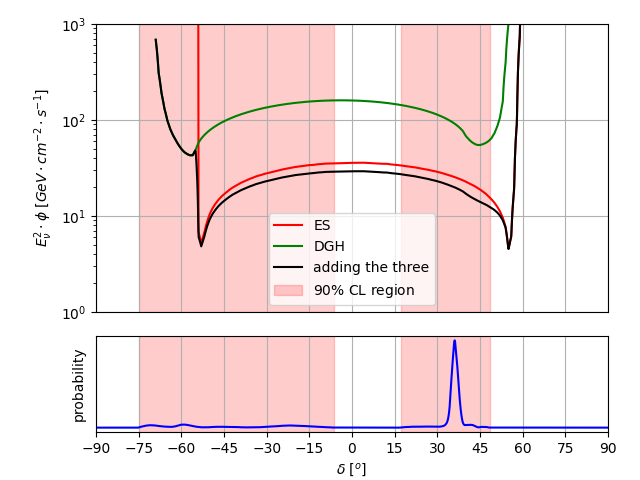 10³
10²
10¹
10⁰
E²ᵥ · ϕ [GeV · cm⁻² · s⁻¹]
ES
DGH
adding the three
90% CL region
probability
−90 −75 −60 −45 −30 −15 0 15 30 45 60 75 90
δ [°]